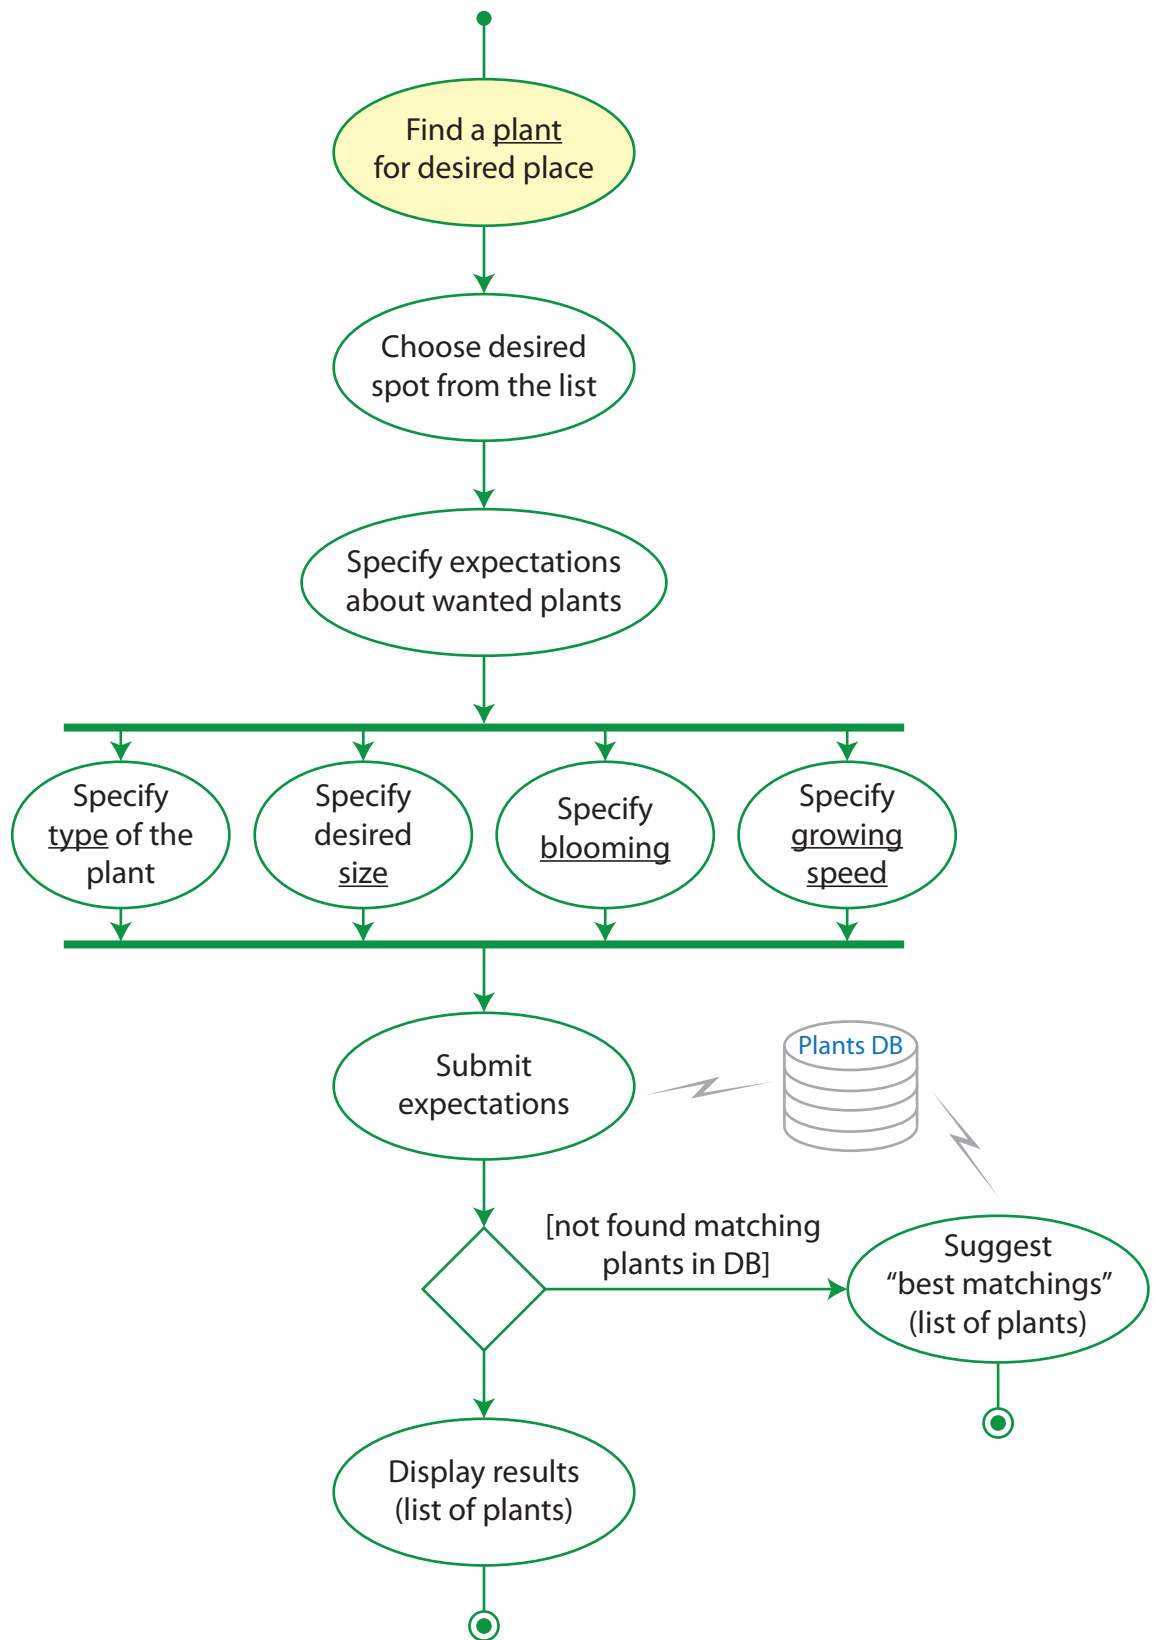 Find a plant
for desired place
Choose desired
spot from the list
Specify expectations
about wanted plants
Specify
type of the
plant
Specify
desired
size
Specify
blooming
Specify
growing
speed
Submit
expectations
Plants DB
[not found matching
plants in DB]
Suggest
“best matchings”
(list of plants)
Display results
(list of plants)